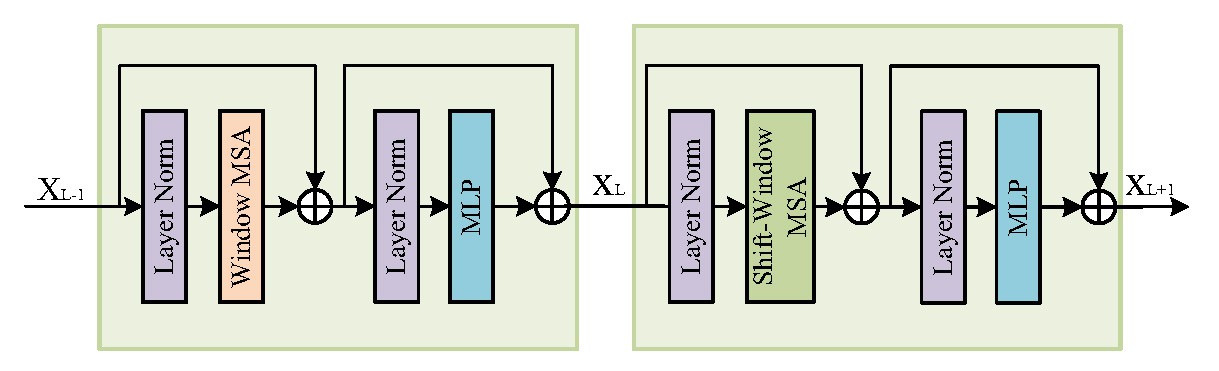 X_{L-1}
Layer Norm
Window MSA
Layer Norm
MLP
X_L
Layer Norm
Shift-Window
MSA
Layer Norm
MLP
X_{L+1}